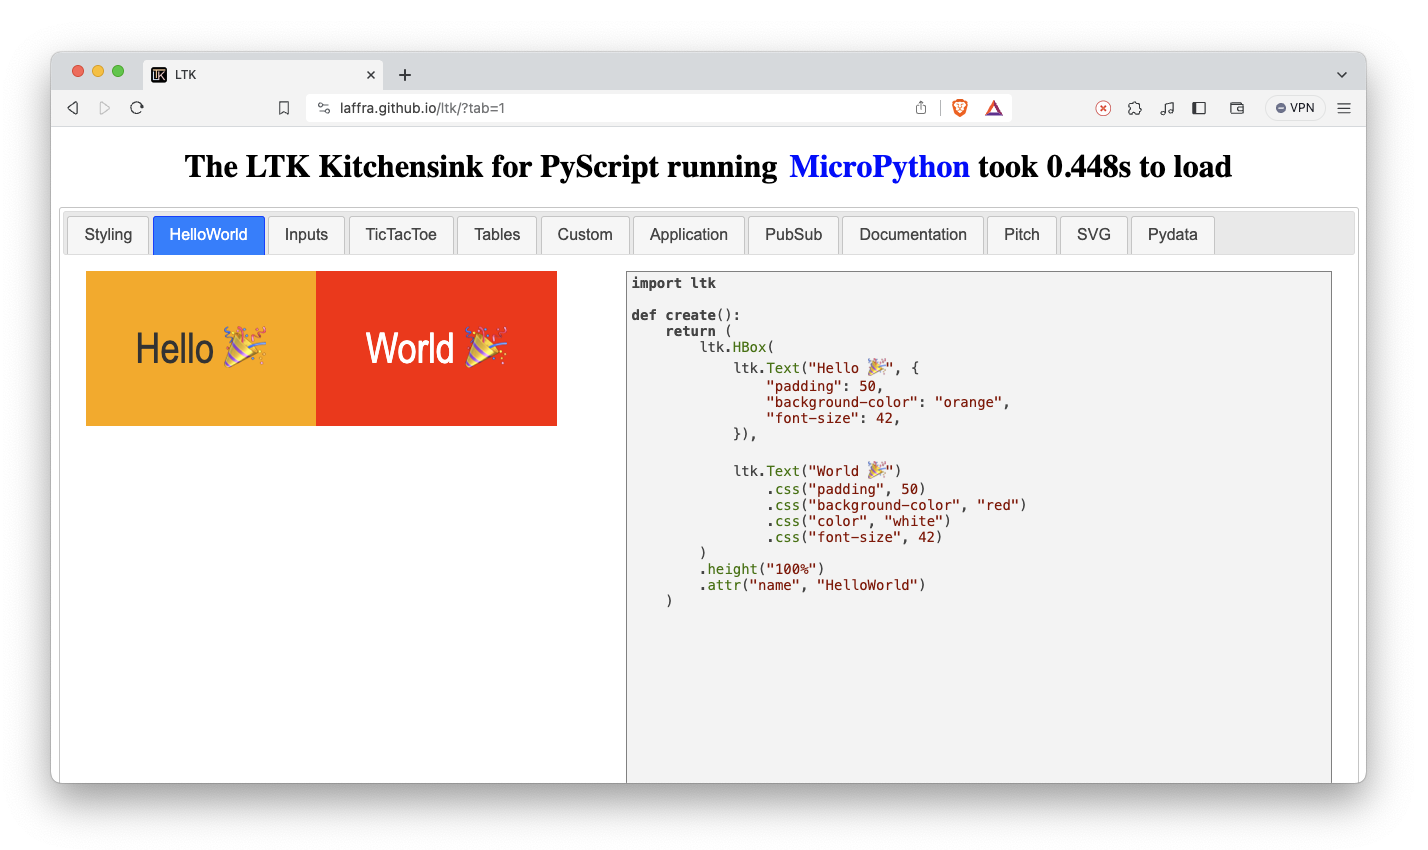 LTK
laffra.github.io/ltk/?tab=1
VPN
The LTK Kitchensink for PyScript running MicroPython took 0.448s to load
Styling HelloWorld Inputs TicTacToe Tables Custom Application PubSub Documentation Pitch SVG Pydata
Hello 🎉 World 🎉
import ltk
def create():
    return (
        ltk.HBox(
            ltk.Text("Hello 🎉", {
                "padding": 50,
                "background-color": "orange",
                "font-size": 42,
            }),
            ltk.Text("World 🎉")
                .css("padding", 50)
                .css("background-color", "red")
                .css("color", "white")
                .css("font-size", 42)
        )
        .height("100%")
        .attr("name", "HelloWorld")
    )